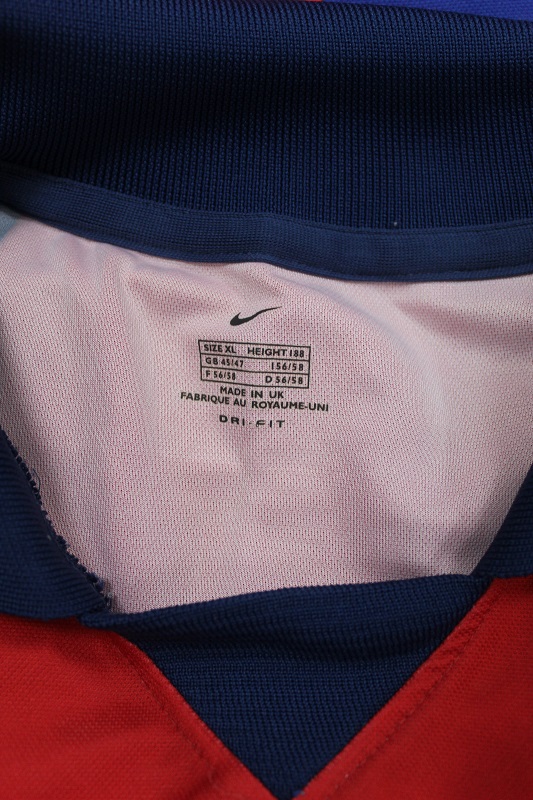 SIZE XL HEIGHT 188
GB 45/47 I 56/58
F 56/58 D 56/58
MADE IN UK
FABRIQUE AU ROYAUME-UNI
DRI-FIT